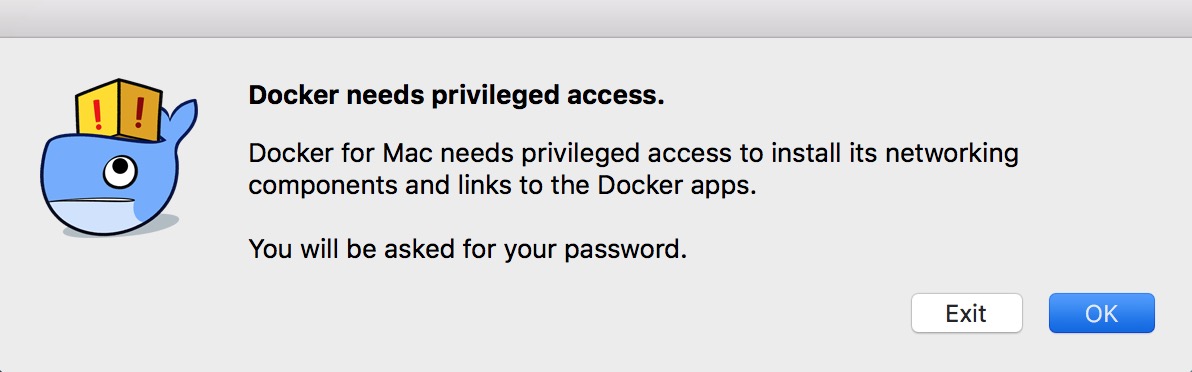 Docker needs privileged access.
Docker for Mac needs privileged access to install its networking
components and links to the Docker apps.
You will be asked for your password.
Exit
OK